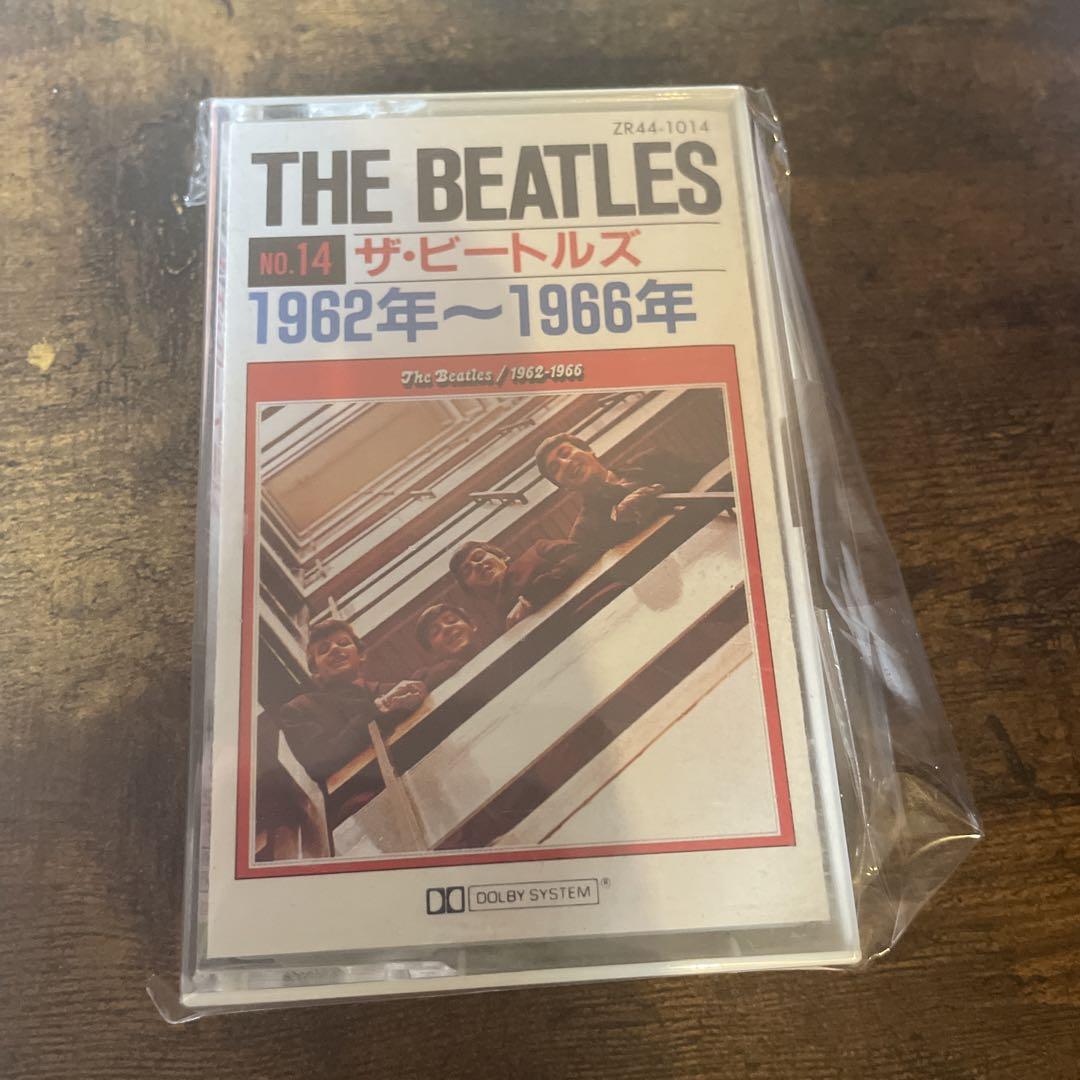 ZR44-1014
THE BEATLES
NO.14 ザ・ビートルズ
1962年〜1966年
The Beatles / 1962-1966
DOLBY SYSTEM®